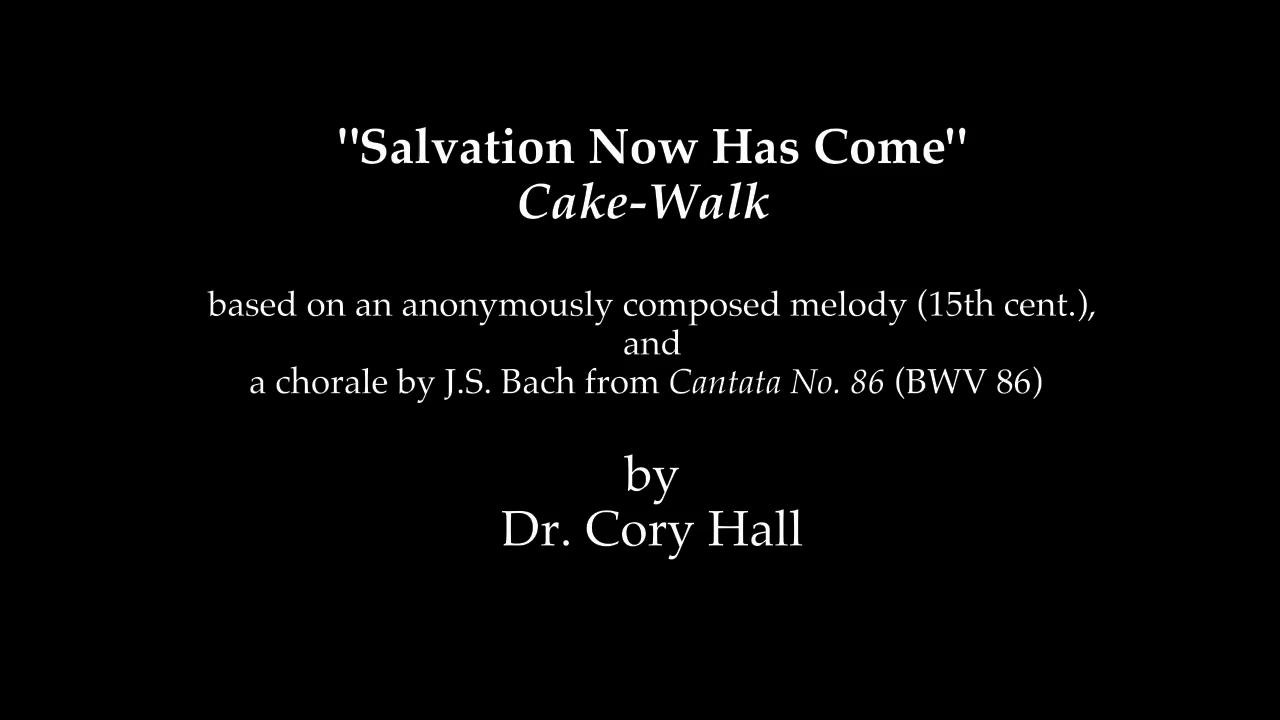 "Salvation Now Has Come"
Cake-Walk
based on an anonymously composed melody (15th cent.),
and
a chorale by J.S. Bach from Cantata No. 86 (BWV 86)
by
Dr. Cory Hall